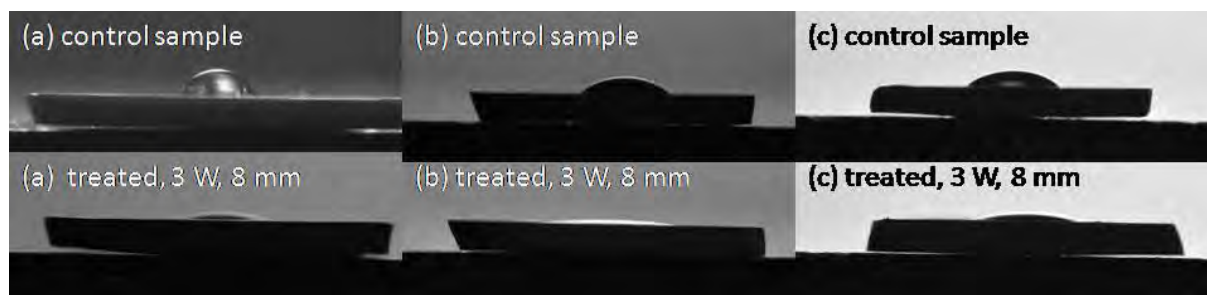 (a) control sample
(b) control sample
(c) control sample
(a) treated, 3 W, 8 mm
(b) treated, 3 W, 8 mm
(c) treated, 3 W, 8 mm